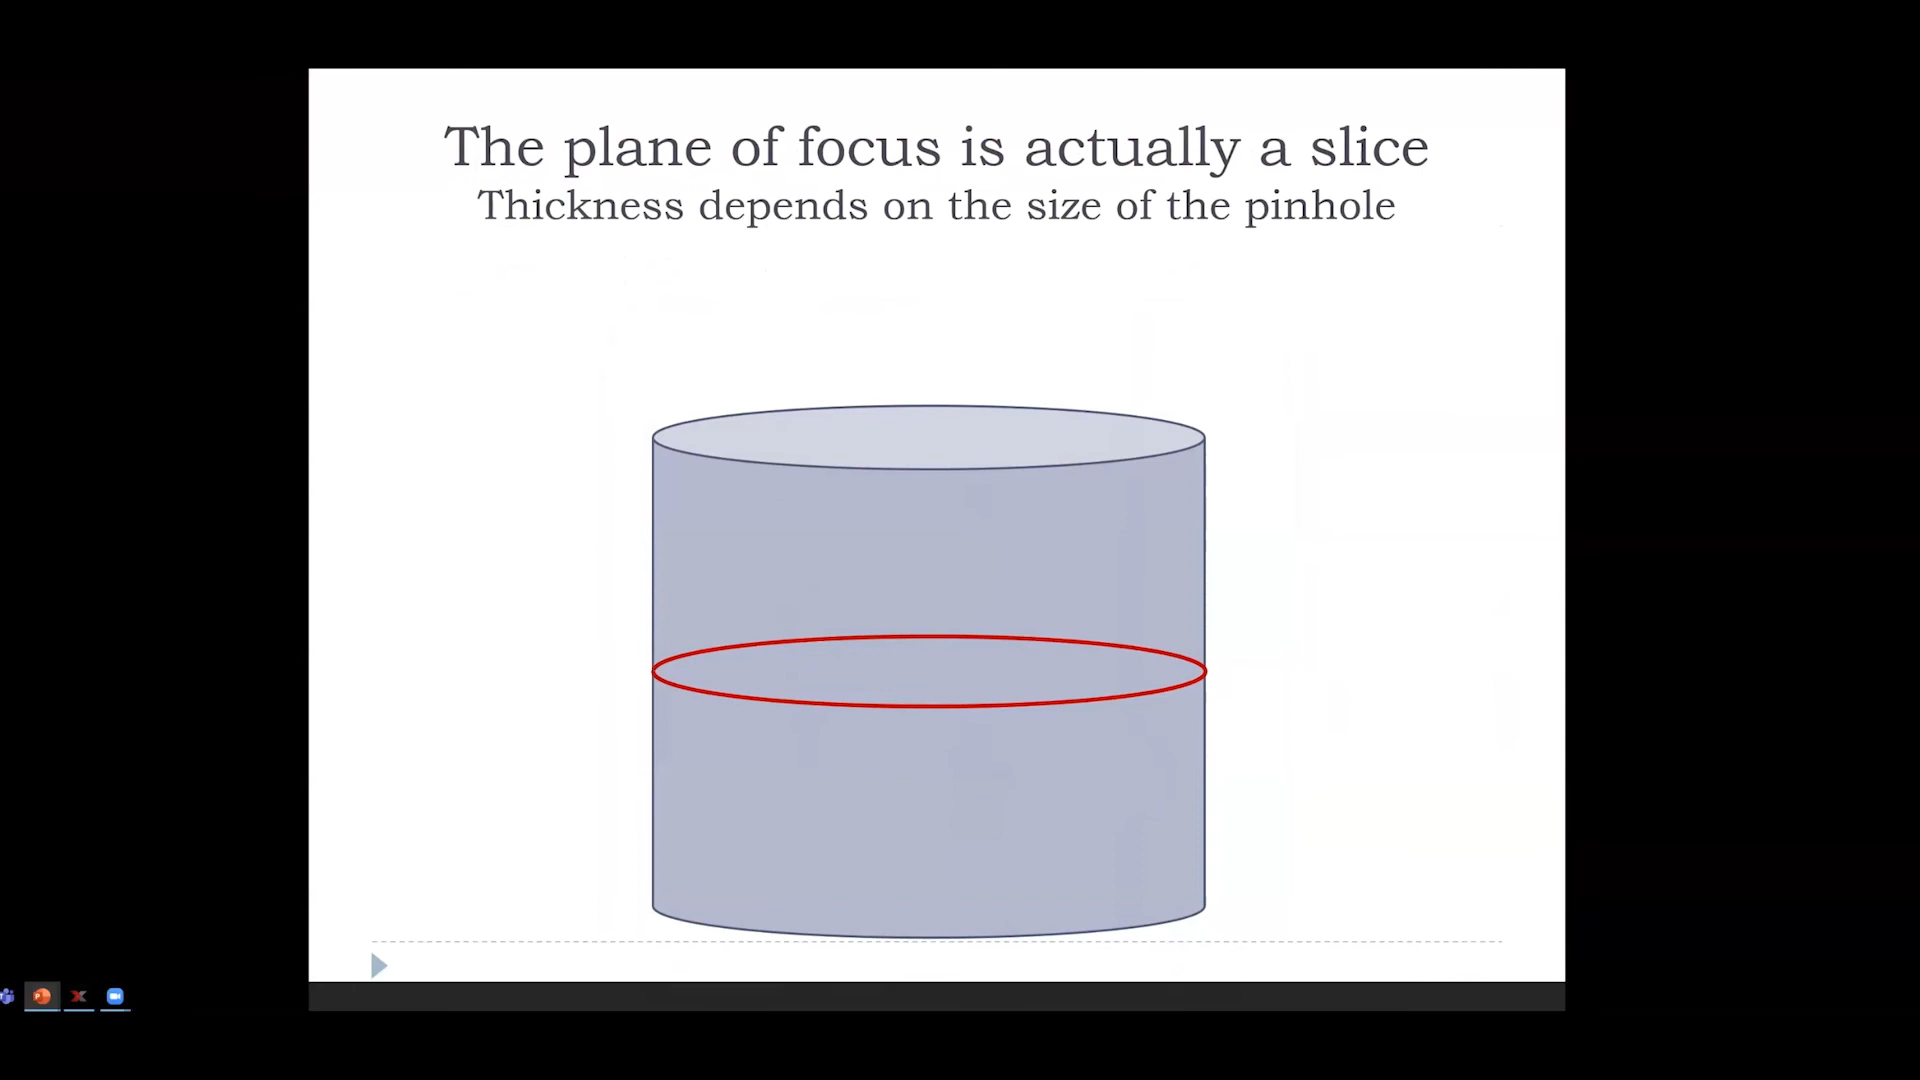 The plane of focus is actually a slice
Thickness depends on the size of the pinhole